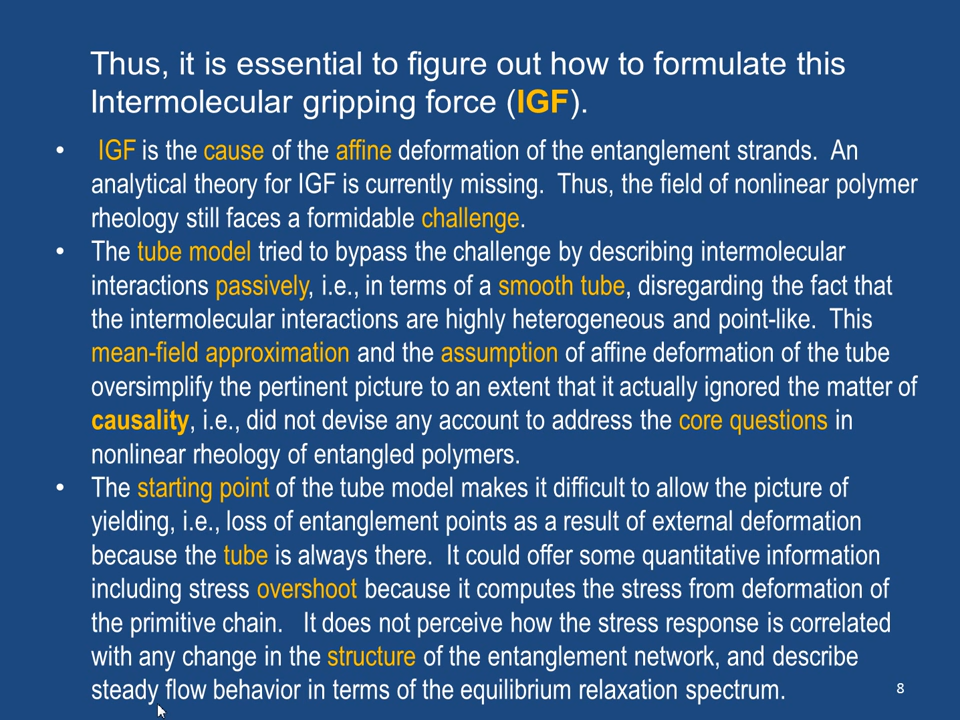 Thus, it is essential to figure out how to formulate this
Intermolecular gripping force (IGF).
• IGF is the cause of the affine deformation of the entanglement strands. An
analytical theory for IGF is currently missing. Thus, the field of nonlinear polymer
rheology still faces a formidable challenge.
• The tube model tried to bypass the challenge by describing intermolecular
interactions passively, i.e., in terms of a smooth tube, disregarding the fact that
the intermolecular interactions are highly heterogeneous and point-like. This
mean-field approximation and the assumption of affine deformation of the tube
oversimplify the pertinent picture to an extent that it actually ignored the matter of
causality, i.e., did not devise any account to address the core questions in
nonlinear rheology of entangled polymers.
• The starting point of the tube model makes it difficult to allow the picture of
yielding, i.e., loss of entanglement points as a result of external deformation
because the tube is always there. It could offer some quantitative information
including stress overshoot because it computes the stress from deformation of
the primitive chain. It does not perceive how the stress response is correlated
with any change in the structure of the entanglement network, and describe
steady flow behavior in terms of the equilibrium relaxation spectrum.
8